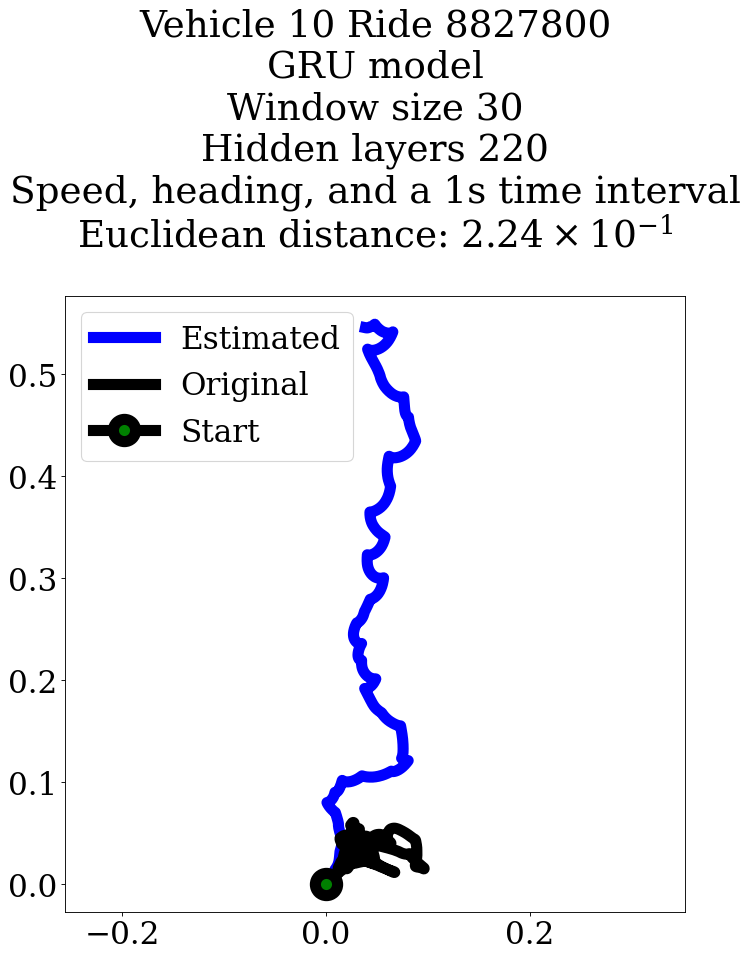 Vehicle 10 Ride 8827800
GRU model
Window size 30
Hidden layers 220
Speed, heading, and a 1s time interval
Euclidean distance: 2.24 × 10⁻¹
Estimated
Original
Start
0.5
0.4
0.3
0.2
0.1
0.0
−0.2
0.0
0.2